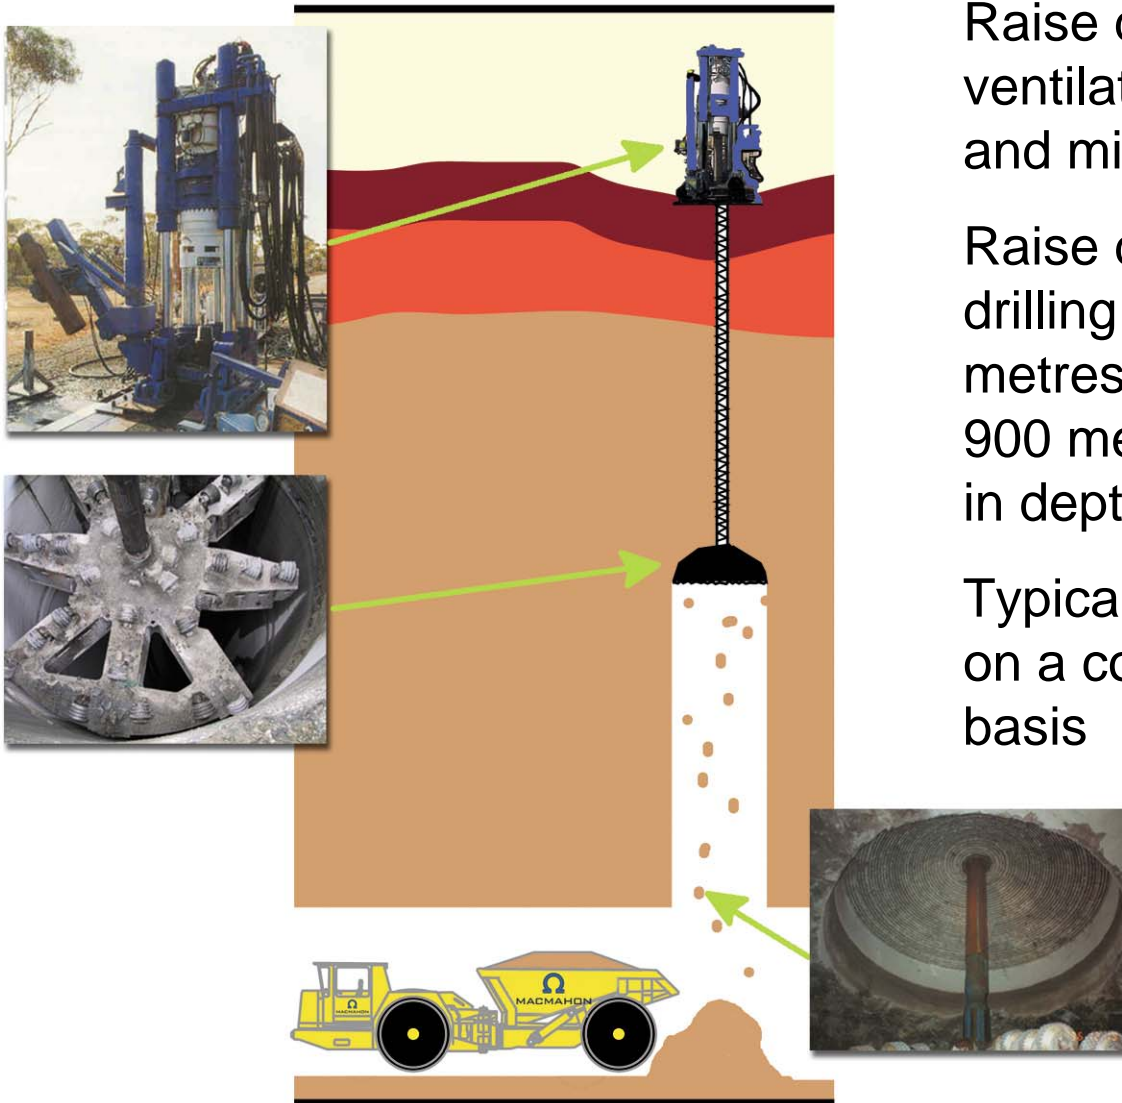 Raise
ventilat
and mi
Raise
drilling
metres
900 me
in dept
Typica
on a co
basis
Ω
MACMAHON
Ω
MACMAHON